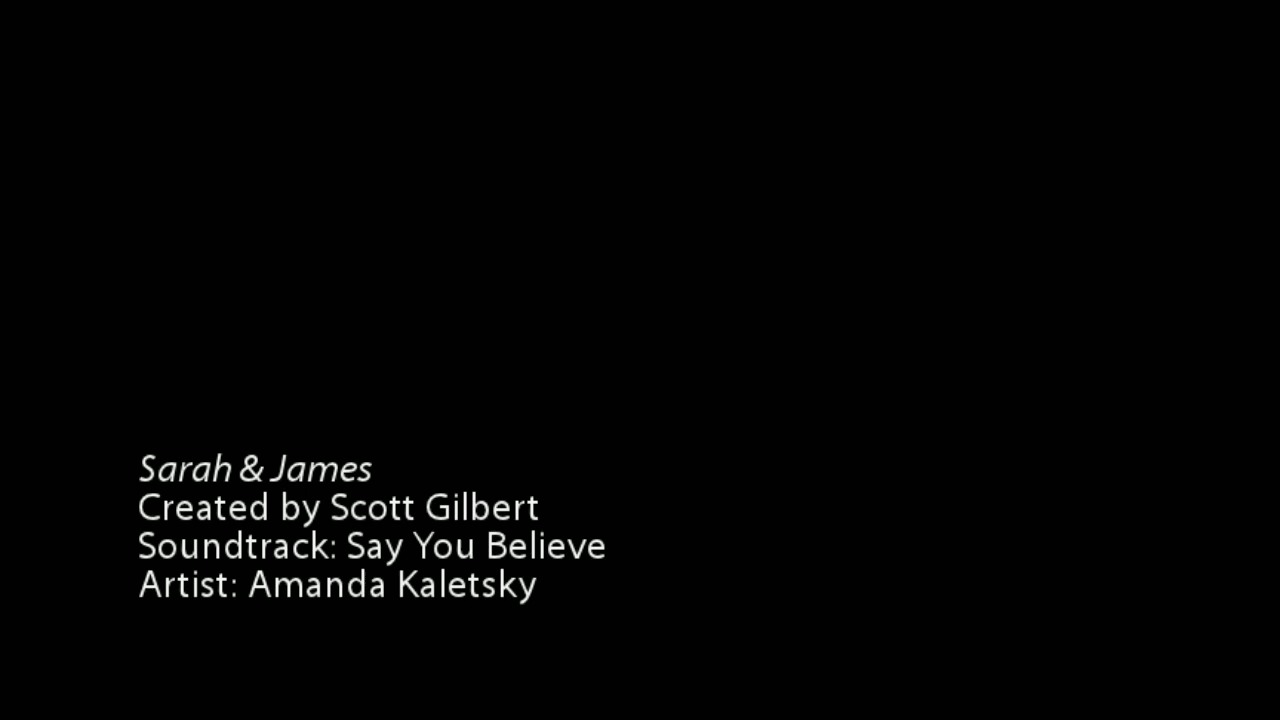 Sarah & James
Created by Scott Gilbert
Soundtrack: Say You Believe
Artist: Amanda Kaletsky